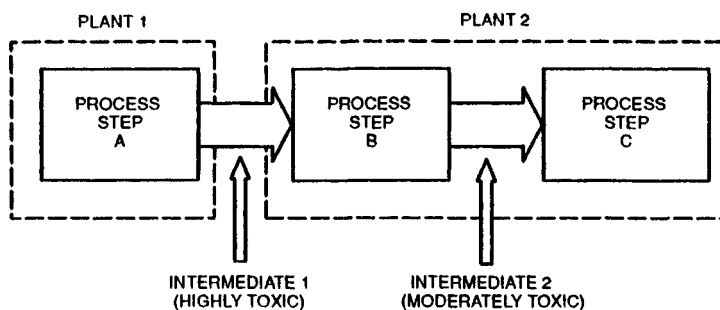 PLANT 1
PLANT 2
PROCESS
STEP
A
PROCESS
STEP
B
PROCESS
STEP
C
INTERMEDIATE 1
(HIGHLY TOXIC)
INTERMEDIATE 2
(MODERATELY TOXIC)